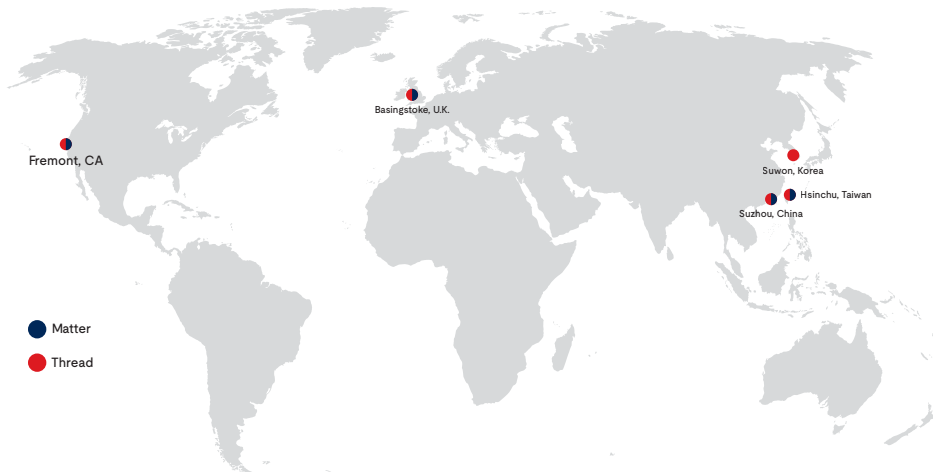 Basingstoke, U.K.
Fremont, CA
Suwon, Korea
Hsinchu, Taiwan
Suzhou, China
Matter
Thread